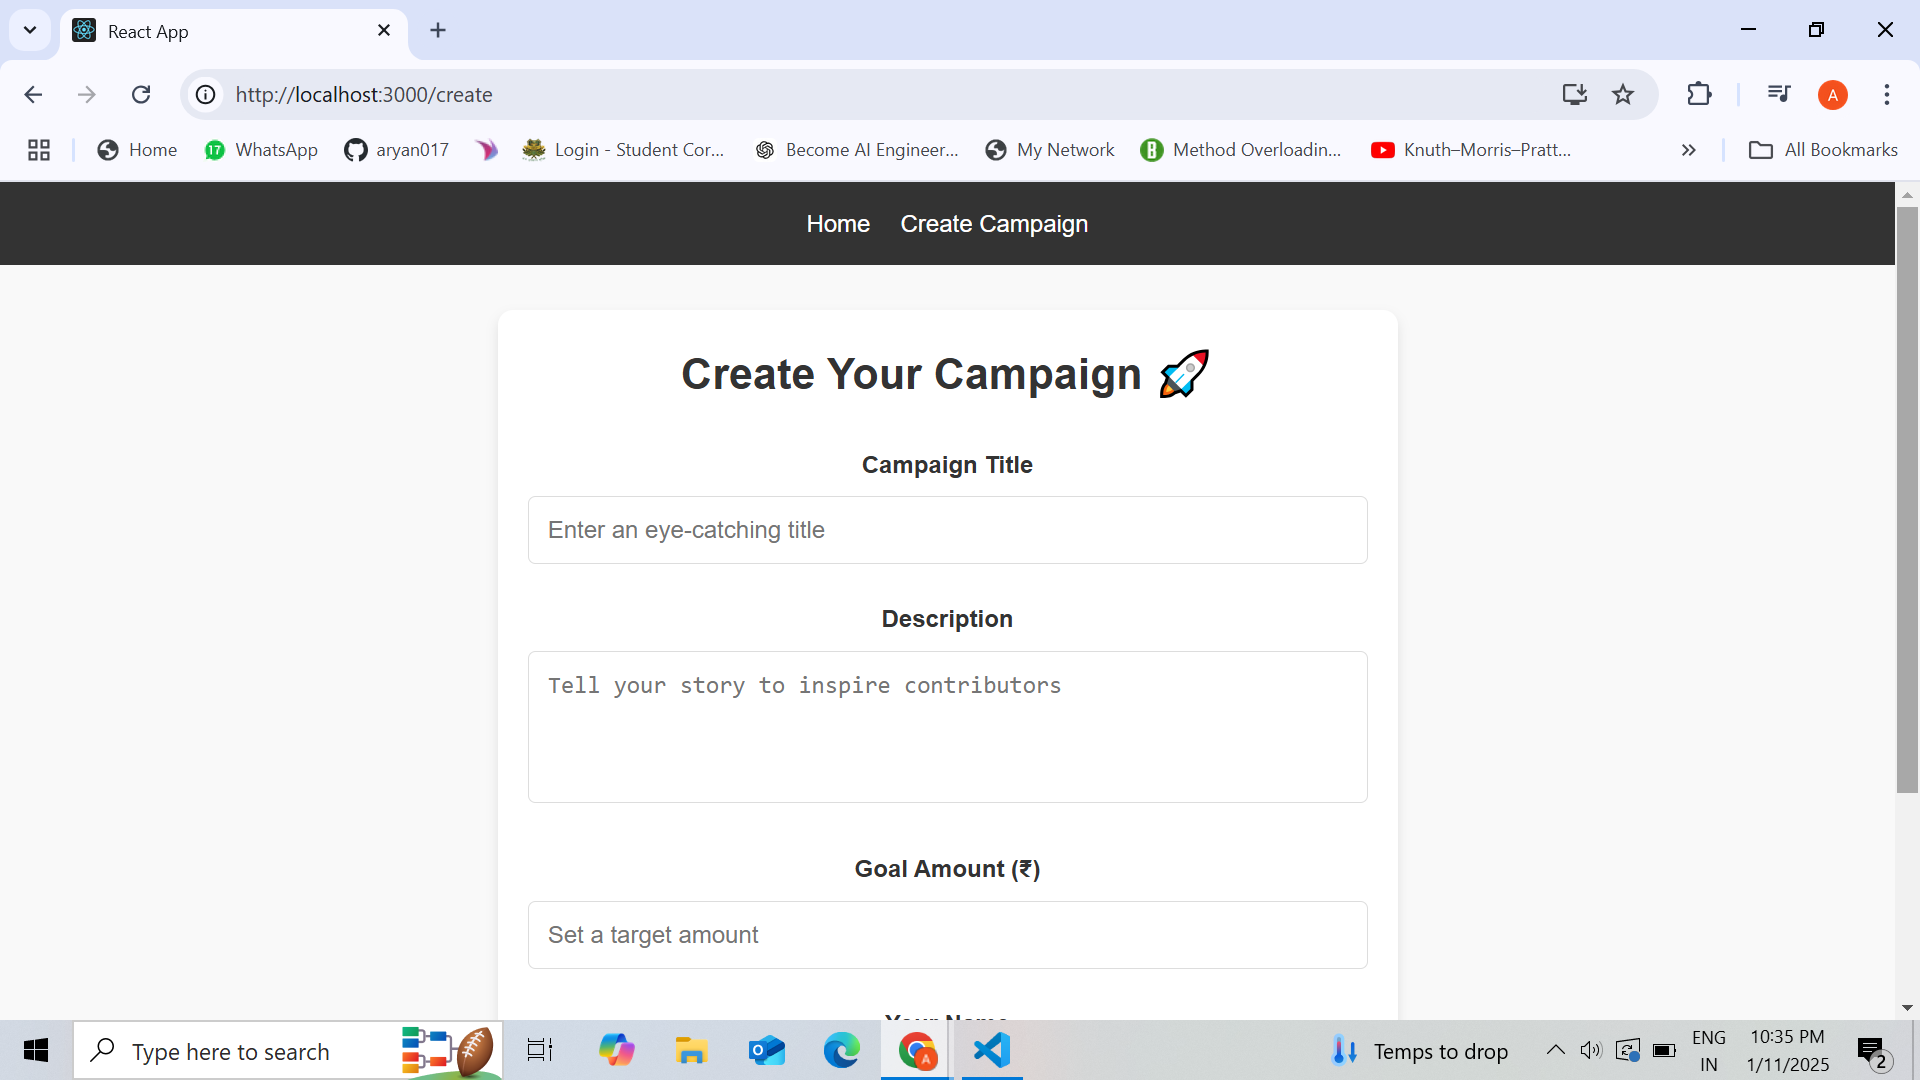 React App
http://localhost:3000/create
A
Home
17
WhatsApp
aryan017
Login - Student Cor...
Become AI Engineer...
My Network
B
Method Overloadin...
Knuth–Morris–Pratt...
All Bookmarks
Home
Create Campaign
Create Your Campaign 🚀
Campaign Title
Enter an eye-catching title
Description
Tell your story to inspire contributors
Goal Amount (₹)
Set a target amount
Your Name
Type here to search
A
Temps to drop
ENG
IN
10:35 PM
1/11/2025
2